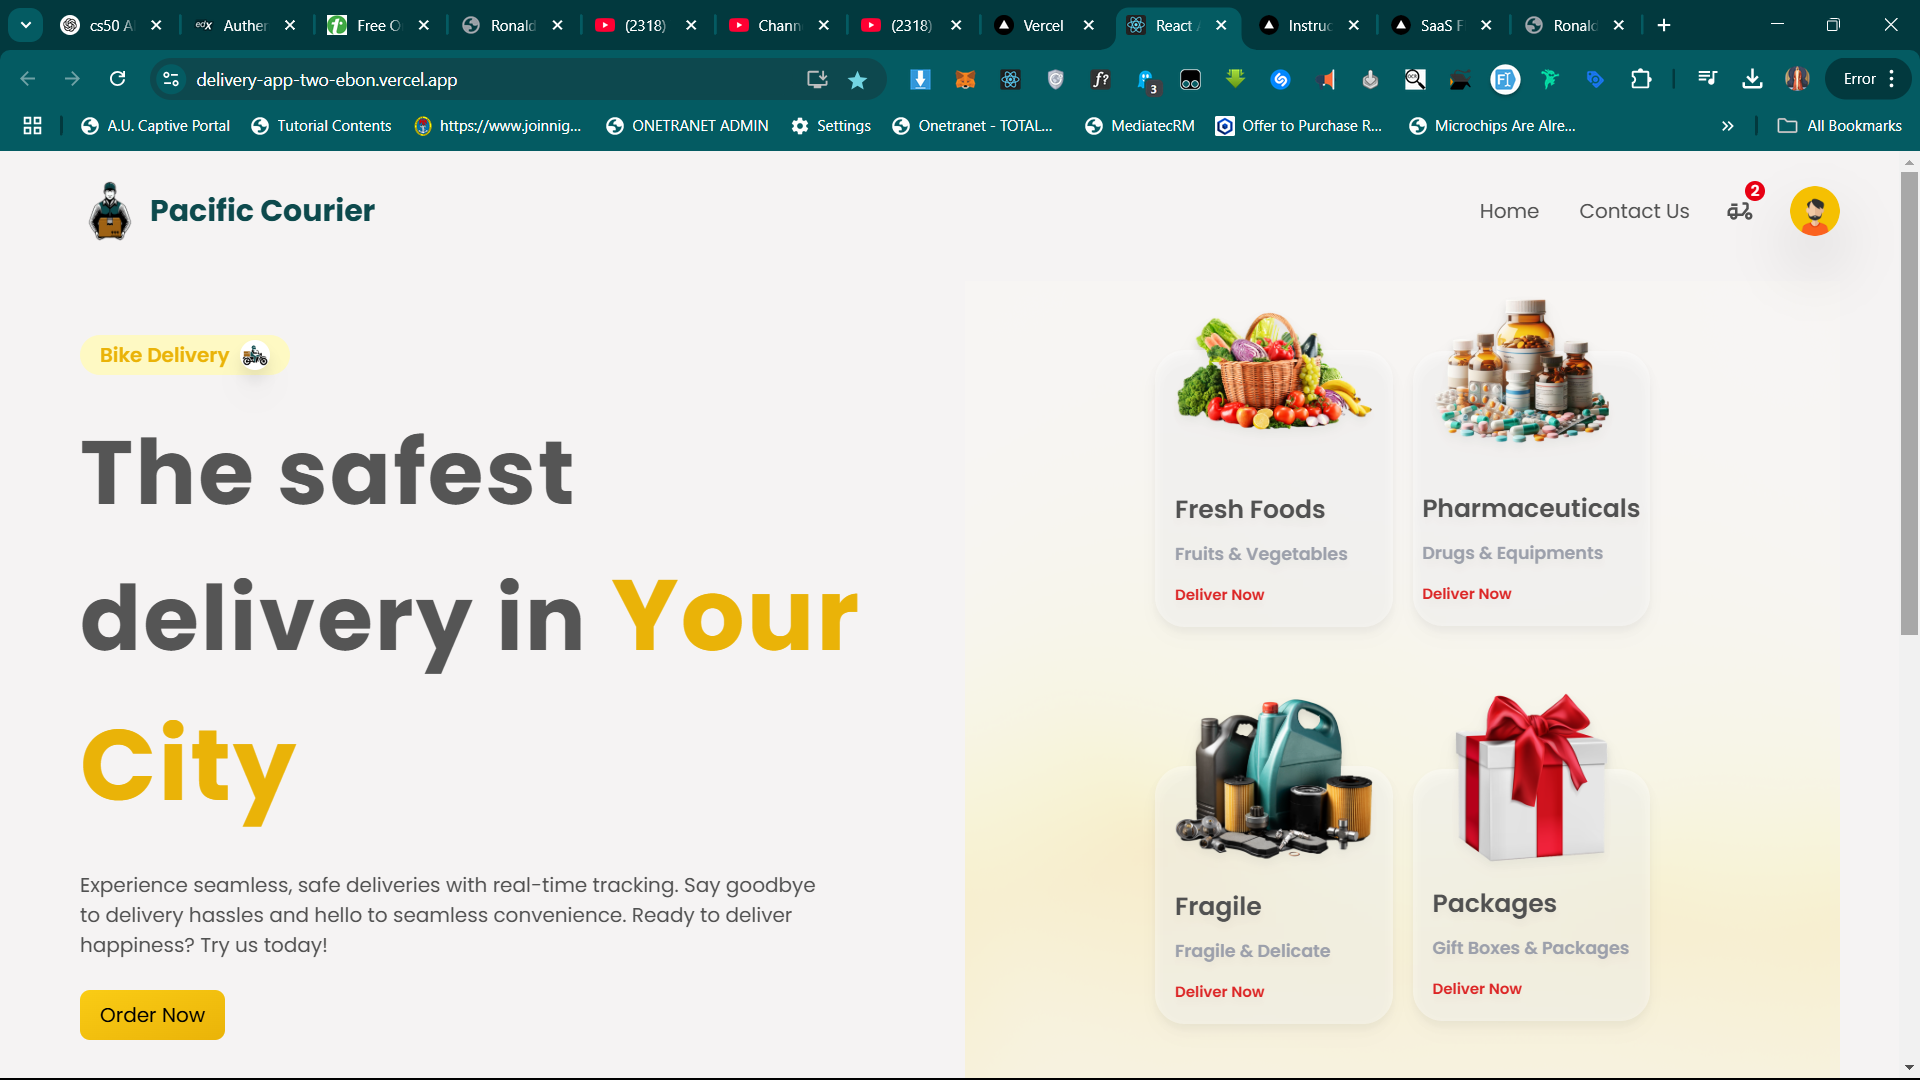 cs50 A
edX Auther
Free O
Ronald
(2318)
Chann
(2318)
Vercel
React
Instruc
SaaS F
Ronald
delivery-app-two-ebon.vercel.app
f?
3
Error
A.U. Captive Portal
Tutorial Contents
https://www.joinnig...
ONETRANET ADMIN
Settings
Onetranet - TOTAL...
MediatecRM
Offer to Purchase R...
Microchips Are Alre...
»
All Bookmarks
Pacific Courier
Home
Contact Us
2
Bike Delivery
The safest
delivery in Your
City
Experience seamless, safe deliveries with real-time tracking. Say goodbye
to delivery hassles and hello to seamless convenience. Ready to deliver
happiness? Try us today!
Order Now
Fresh Foods
Fruits & Vegetables
Deliver Now
Pharmaceuticals
Drugs & Equipments
Deliver Now
Fragile
Fragile & Delicate
Deliver Now
Packages
Gift Boxes & Packages
Deliver Now